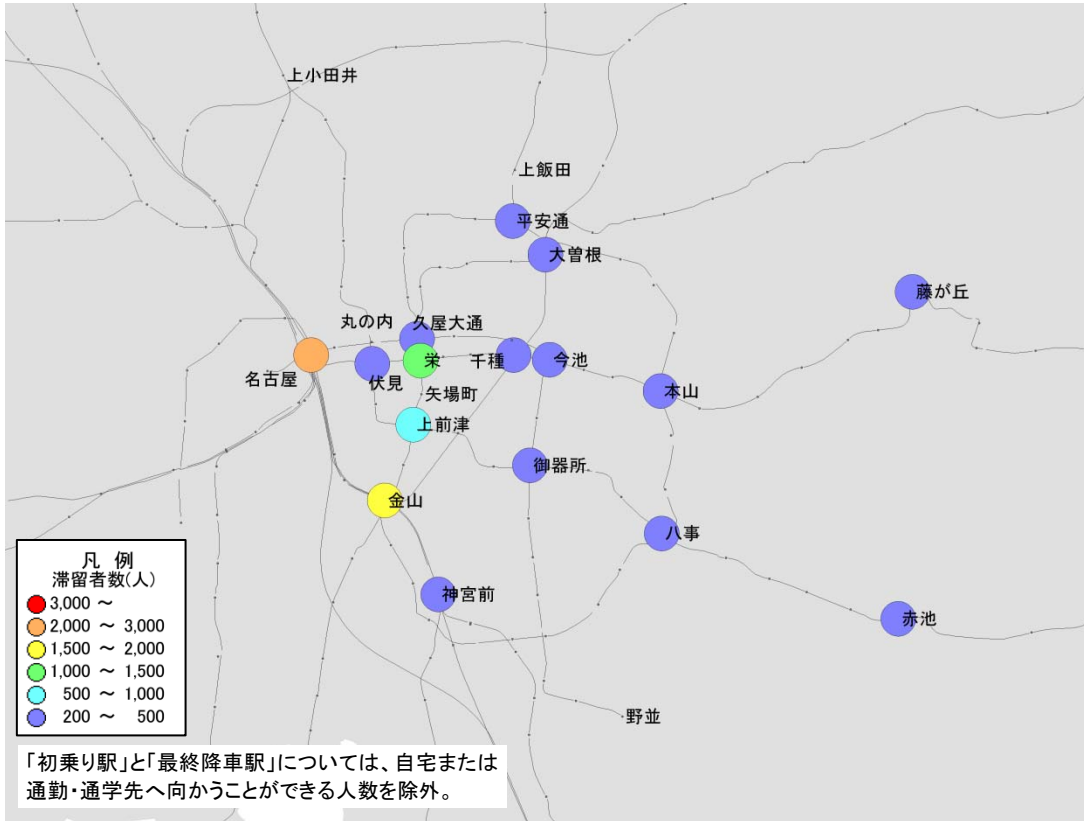 上小田井
上飯田
平安通
大曽根
藤が丘
丸の内
久屋大通
栄
千種
今池
名古屋
伏見
矢場町
本山
上前津
御器所
金山
八事
神宮前
赤池
野並
凡 例
滞留者数(人)
3,000 ~
2,000 ~ 3,000
1,500 ~ 2,000
1,000 ~ 1,500
500 ~ 1,000
200 ~ 500
「初乗り駅」と「最終降車駅」については、自宅または
通勤・通学先へ向かうことができる人数を除外。